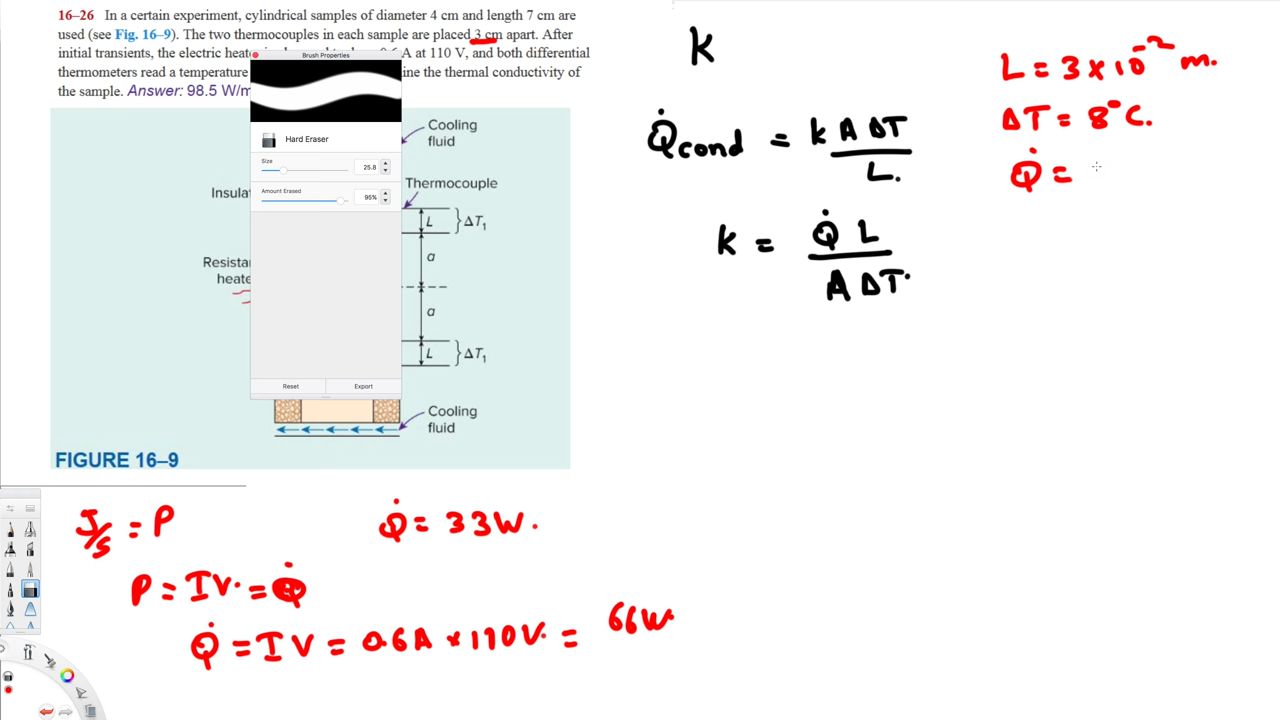 16–26 In a certain experiment, cylindrical samples of diameter 4 cm and length 7 cm are
used (see Fig. 16–9). The two thermocouples in each sample are placed 3 cm apart. After
initial transients, the electric heater A at 110 V, and both differential
thermometers read a temperature ine the thermal conductivity of
the sample. Answer: 98.5 W/m
Brush Properties
Hard Eraser
Size
25.8
Amount Erased
95%
Reset Export
Cooling
fluid
Insula
Thermocouple
L } ΔT₁
a
Resistan
heate
a
L } ΔT₁
Cooling
fluid
FIGURE 16–9
k
Q̇cond = k A ΔT / L.
k = Q̇ L / A ΔT.
L = 3 × 10⁻² m.
ΔT = 8° C.
Q̇ =
J/s = P
Q̇ = 33W.
P = IV. = Q̇
Q̇ = IV = 0.6A × 110V. = 66W.